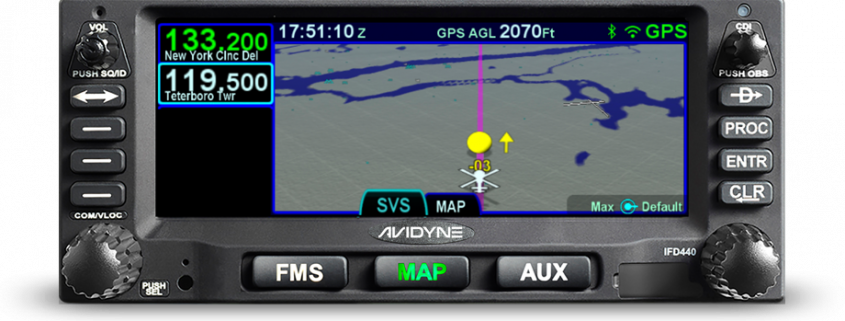 VOL
PUSH SQ/ID
COM/VLOC
133.200
New York Clnc Del
119.500
Teterboro Twr
17:51:10 Z
GPS AGL 2070Ft
GPS
-03
SVS
MAP
Max
Default
CDI
PUSH OBS
D
PROC
ENTR
CLR
AVIDYNE
IFD440
PUSH
SEL
FMS
MAP
AUX